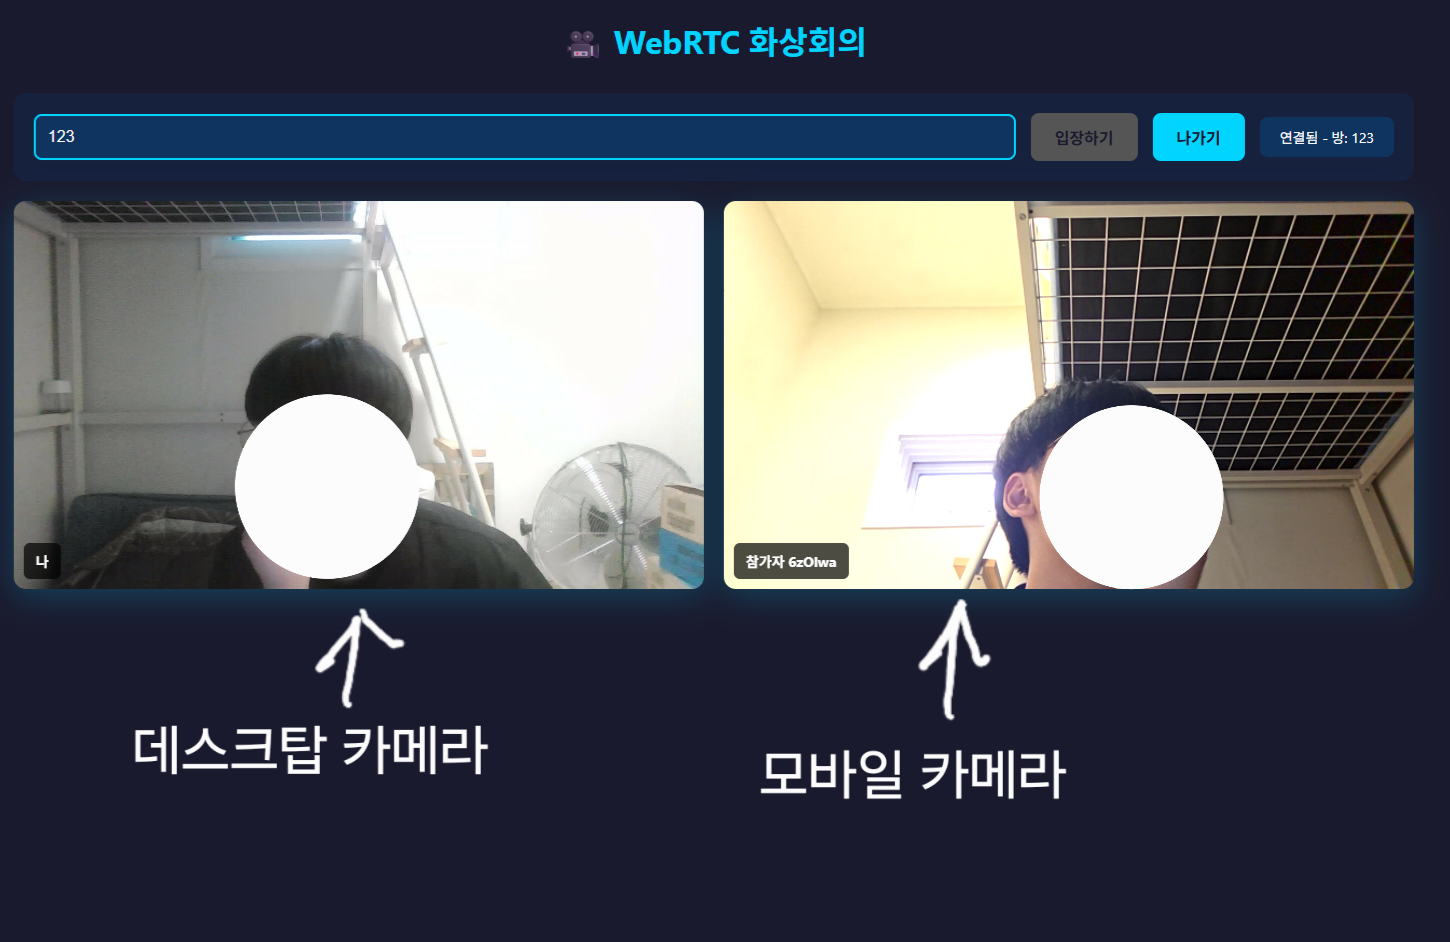 WebRTC 화상회의
123
입장하기
나가기
연결됨 - 방: 123
나
참가자 6zOlwa
데스크탑 카메라
모바일 카메라